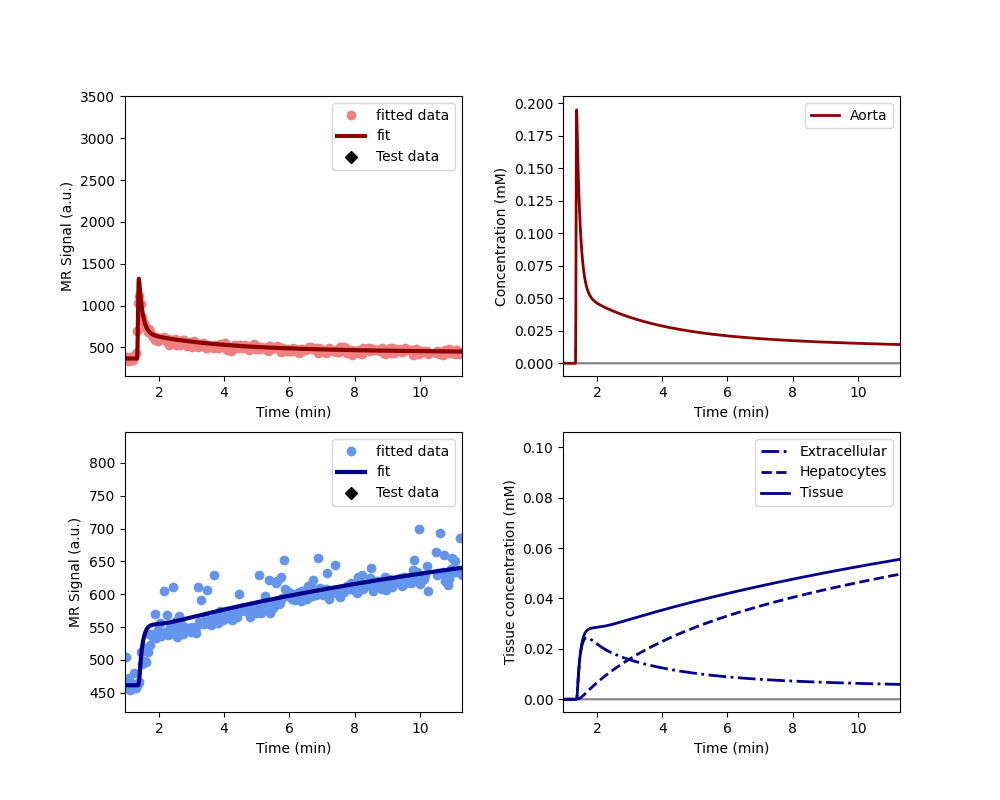 3500
3000
2500
2000
1500
1000
500
MR Signal (a.u.)
fitted data
fit
Test data
2 4 6 8 10
Time (min)
0.200
0.175
0.150
0.125
0.100
0.075
0.050
0.025
0.000
Concentration (mM)
Aorta
2 4 6 8 10
Time (min)
800
750
700
650
600
550
500
450
MR Signal (a.u.)
fitted data
fit
Test data
2 4 6 8 10
Time (min)
0.10
0.08
0.06
0.04
0.02
0.00
Tissue concentration (mM)
Extracellular
Hepatocytes
Tissue
2 4 6 8 10
Time (min)